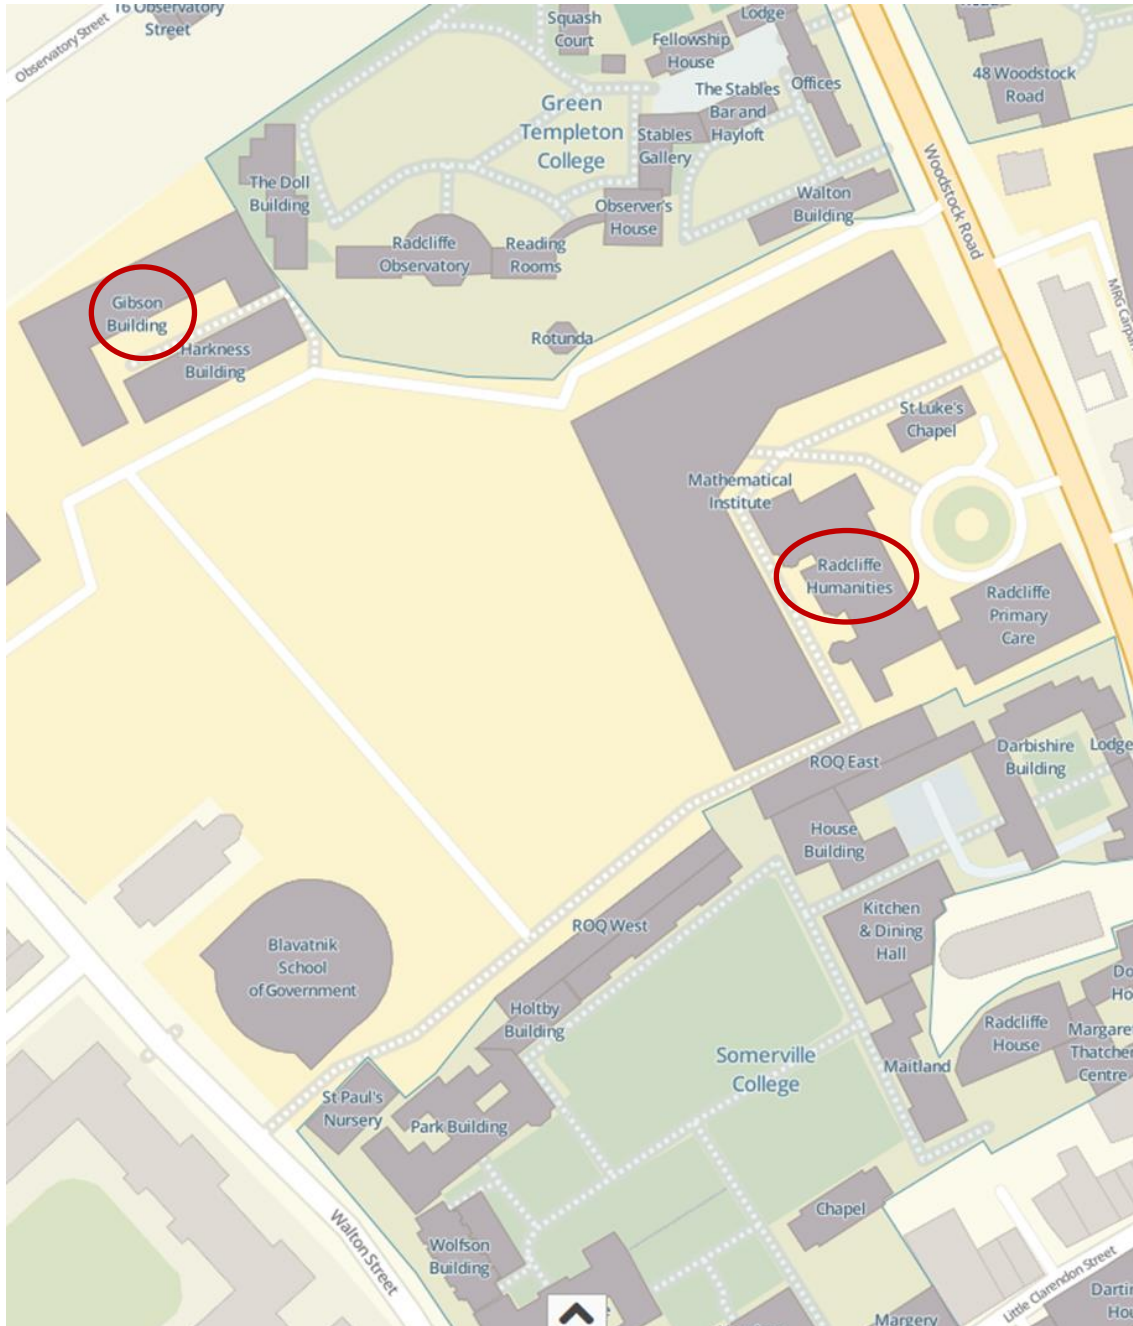 16 Observatory
Street
Observatory Street
Squash
Court
Lodge
Fellowship
House
The Stables
Bar and
Hayloft
Offices
48 Woodstock
Road
Green
Templeton
College
Stables
Gallery
Woodstock Road
The Doll
Building
Walton
Building
Observer's
House
Radcliffe
Observatory
Reading
Rooms
Gibson
Building
Harkness
Building
Rotunda
St Luke's
Chapel
Mathematical
Institute
Radcliffe
Humanities
Radcliffe
Primary
Care
Darbishire
Building
Lodge
ROQ East
House
Building
Kitchen
& Dining
Hall
ROQ West
Blavatnik
School
of Government
Holtby
Building
Radcliffe
House
Margare
Thatcher
Centre
Somerville
College
Maitland
St Paul's
Nursery
Park Building
Chapel
Walton Street
Wolfson
Building
Little Clarendon Street
Margery